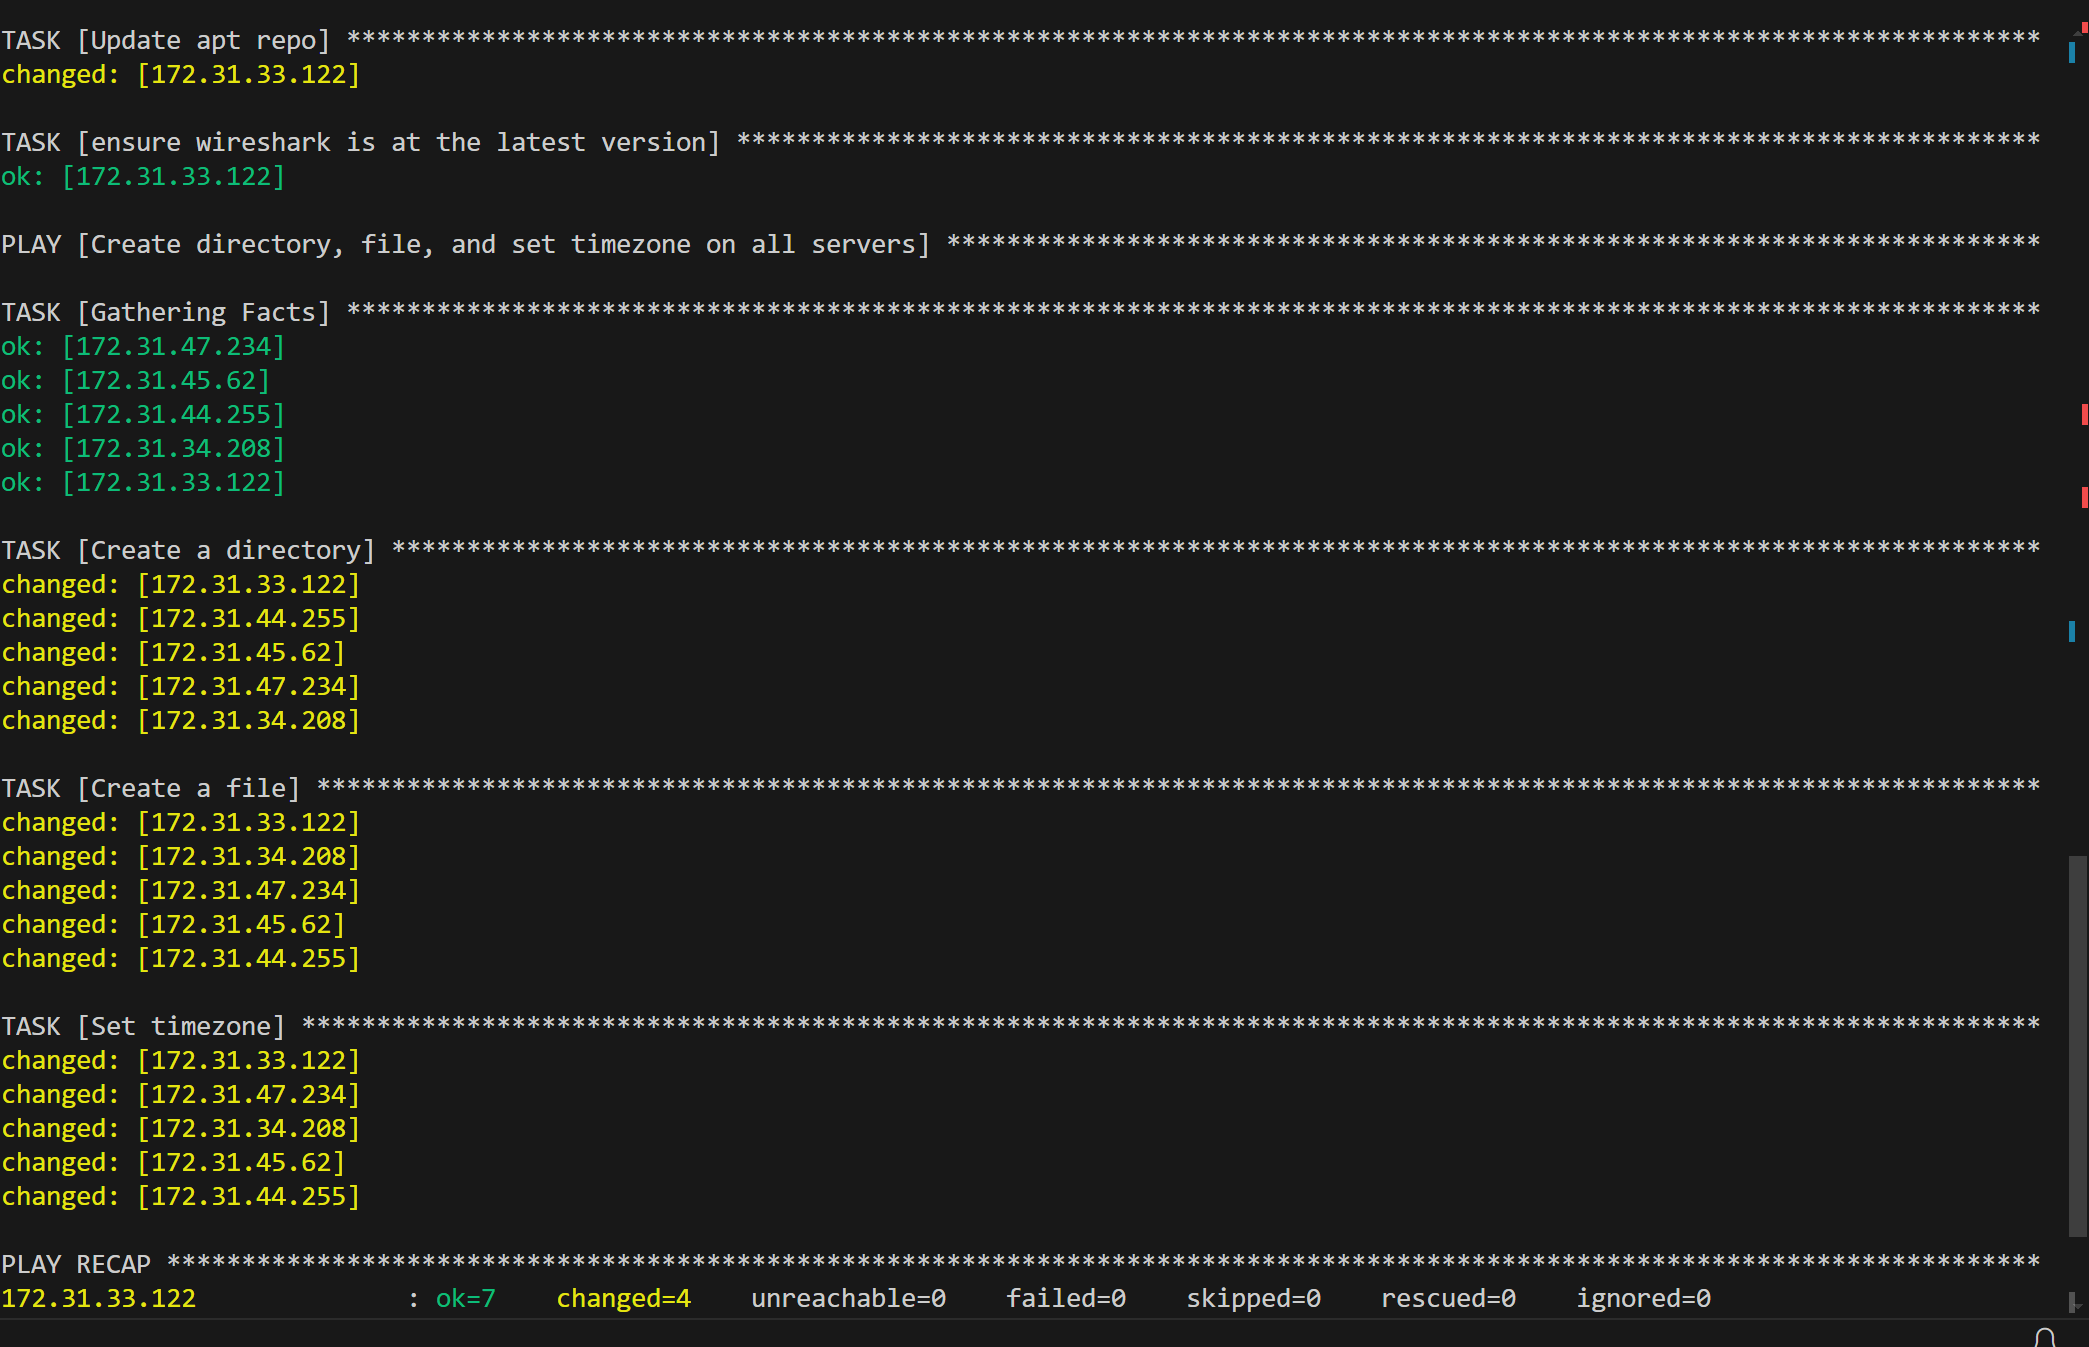 TASK [Update apt repo] *****************************************************************************************************************
changed: [172.31.33.122]
TASK [ensure wireshark is at the latest version] ***************************************************************************************
ok: [172.31.33.122]
PLAY [Create directory, file, and set timezone on all servers] *************************************************************************
TASK [Gathering Facts] *****************************************************************************************************************
ok: [172.31.47.234]
ok: [172.31.45.62]
ok: [172.31.44.255]
ok: [172.31.34.208]
ok: [172.31.33.122]
TASK [Create a directory] **************************************************************************************************************
changed: [172.31.33.122]
changed: [172.31.44.255]
changed: [172.31.45.62]
changed: [172.31.47.234]
changed: [172.31.34.208]
TASK [Create a file] *******************************************************************************************************************
changed: [172.31.33.122]
changed: [172.31.34.208]
changed: [172.31.47.234]
changed: [172.31.45.62]
changed: [172.31.44.255]
TASK [Set timezone] ********************************************************************************************************************
changed: [172.31.33.122]
changed: [172.31.47.234]
changed: [172.31.34.208]
changed: [172.31.45.62]
changed: [172.31.44.255]
PLAY RECAP *****************************************************************************************************************************
172.31.33.122              : ok=7    changed=4    unreachable=0    failed=0    skipped=0    rescued=0    ignored=0